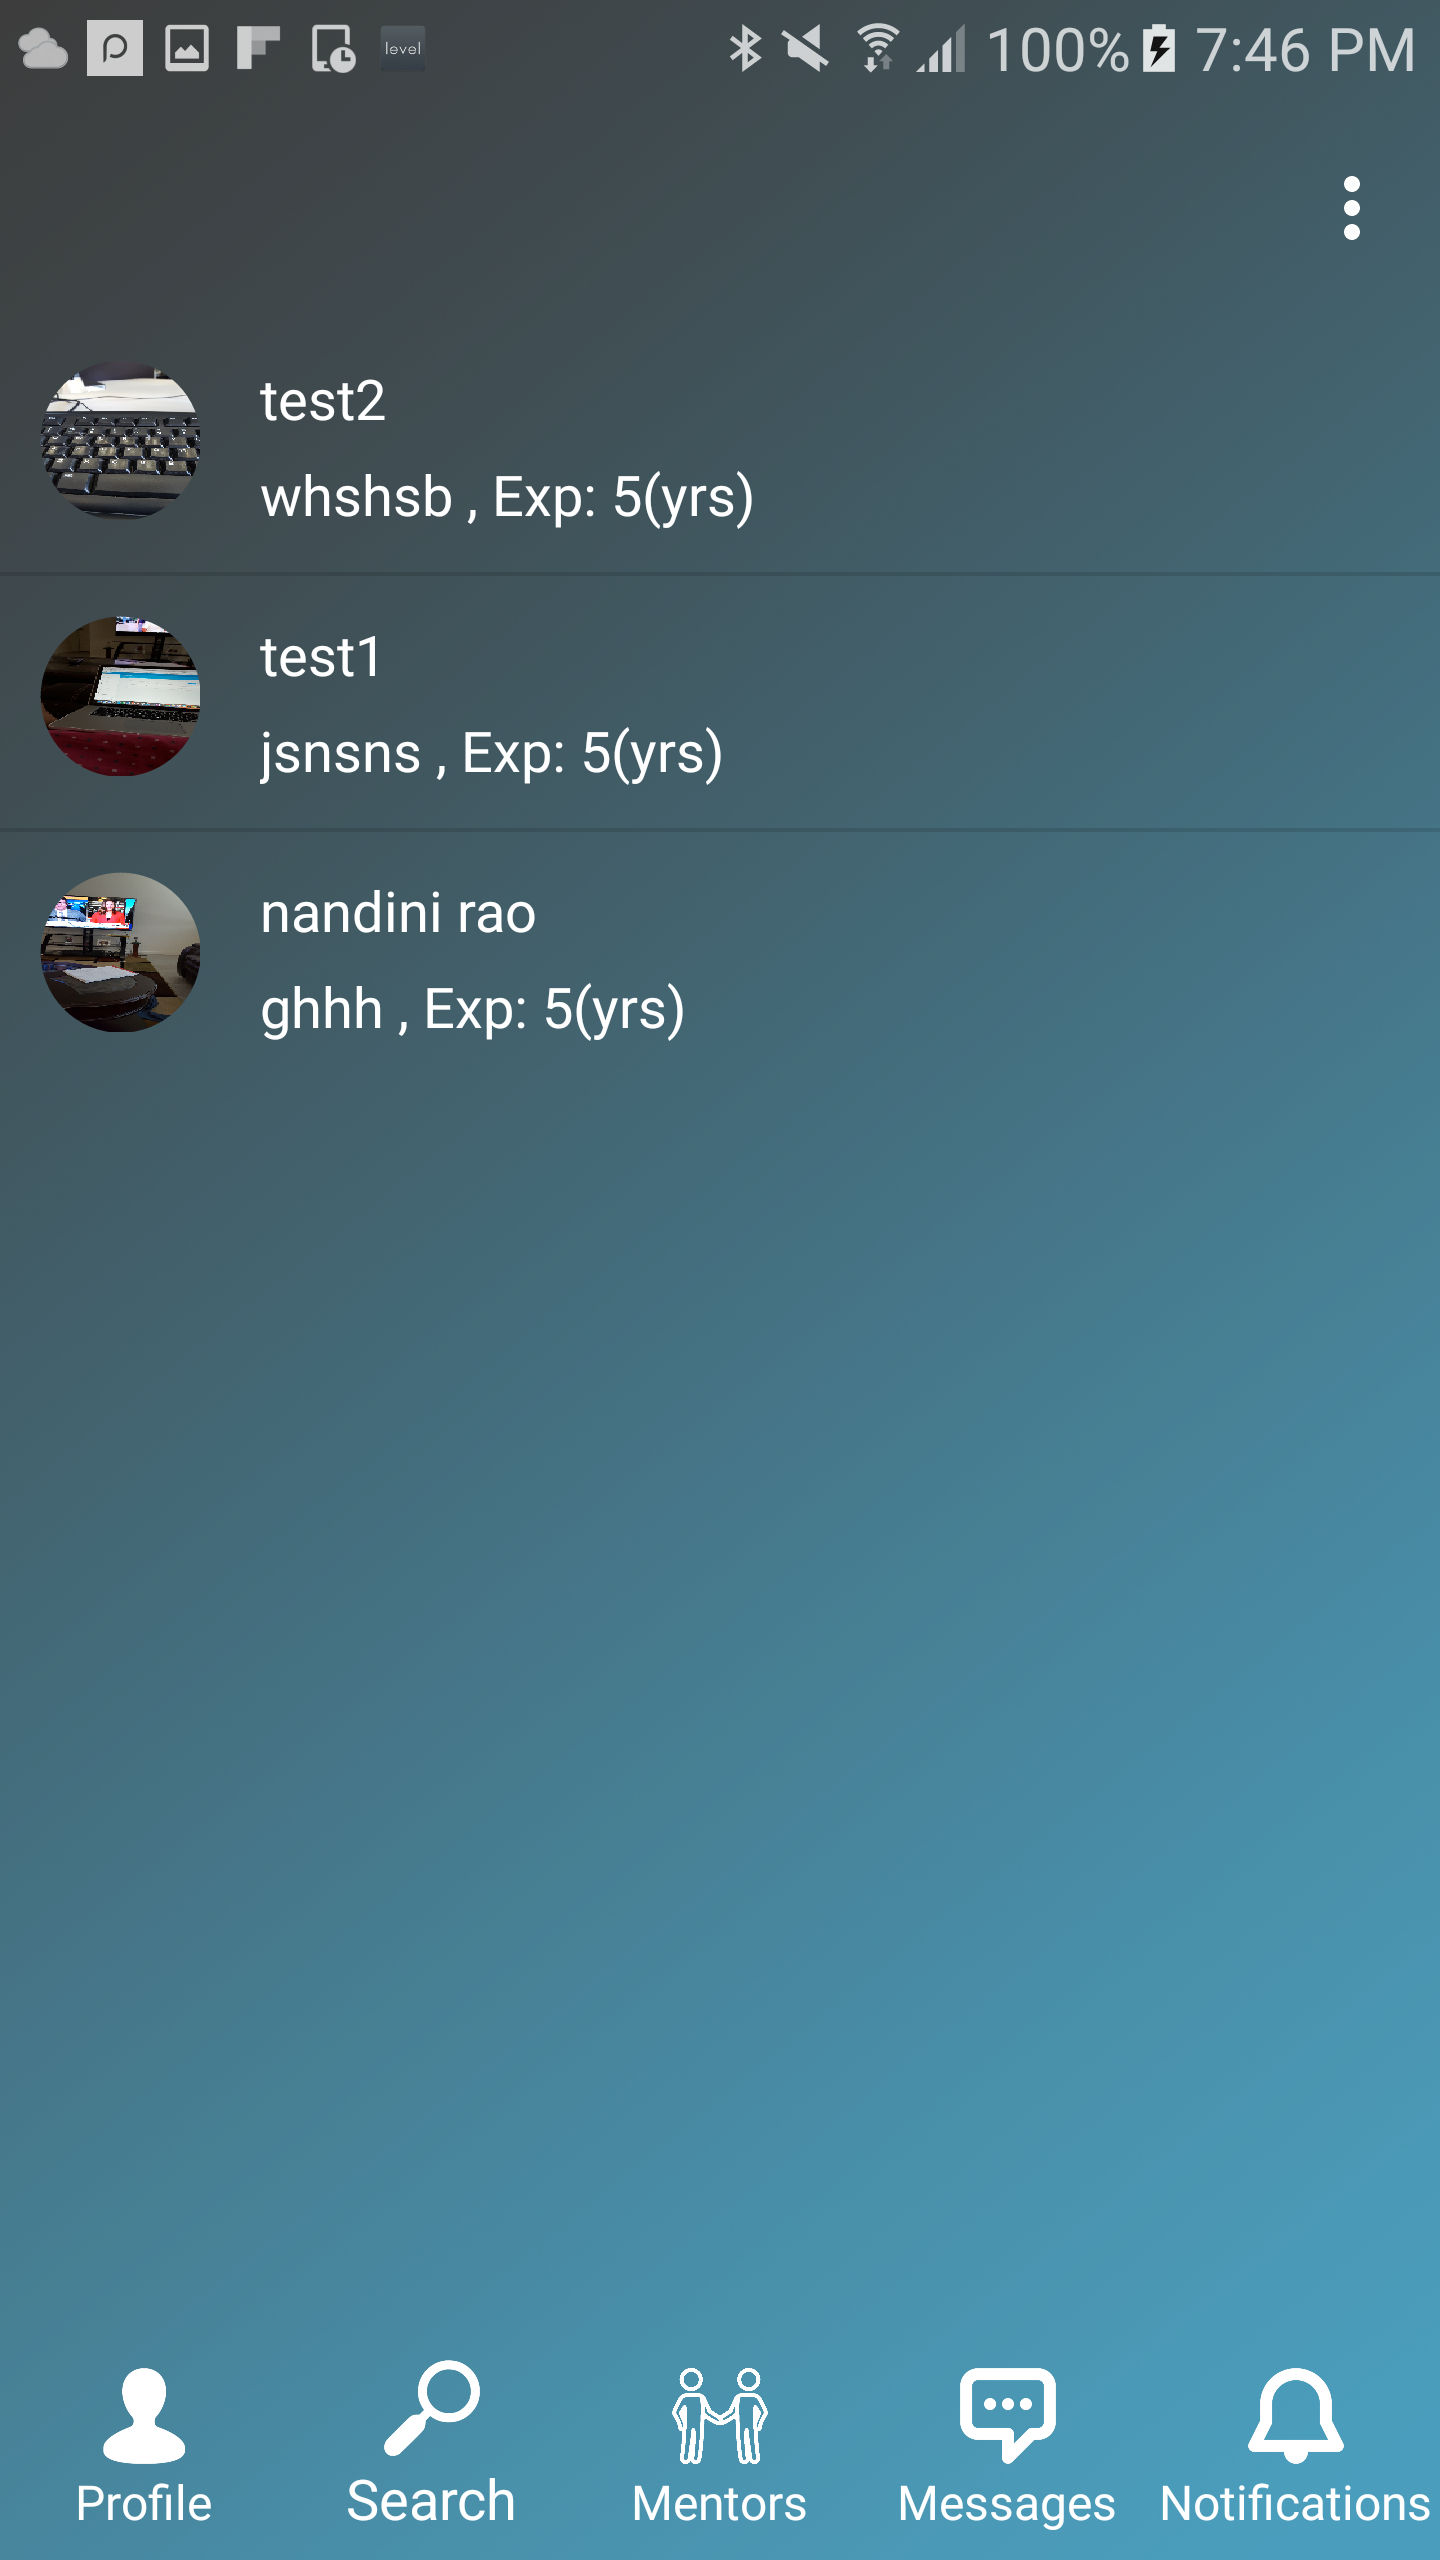 level 100% 7:46 PM
test2
whshsb , Exp: 5(yrs)
test1
jsnsns , Exp: 5(yrs)
nandini rao
ghhh , Exp: 5(yrs)
Profile Search Mentors Messages Notifications